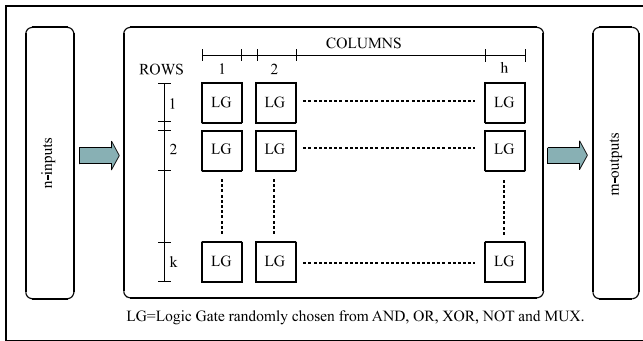 COLUMNS
ROWS 1 2 h
1 LG LG LG
2 LG LG LG
k LG LG LG
n-inputs
m-outputs
LG=Logic Gate randomly chosen from AND, OR, XOR, NOT and MUX.